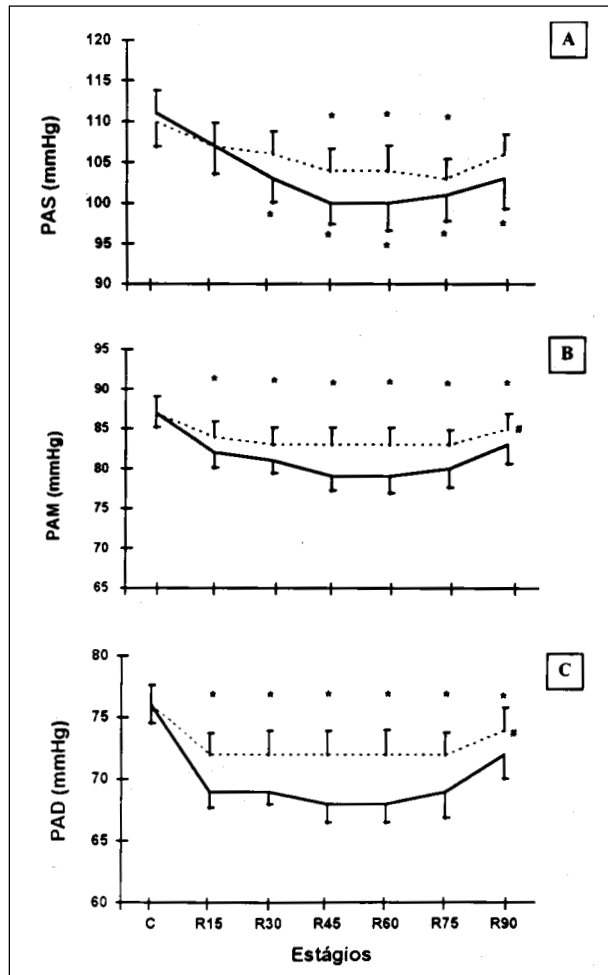 A
PAS (mmHg)
120
115
110
105
100
95
90
* * *
* * * * *
B
PAM (mmHg)
95
90
85
80
75
70
65
* * * * * *
#
C
PAD (mmHg)
80
75
70
65
60
* * * * * *
#
C R15 R30 R45 R60 R75 R90
Estágios